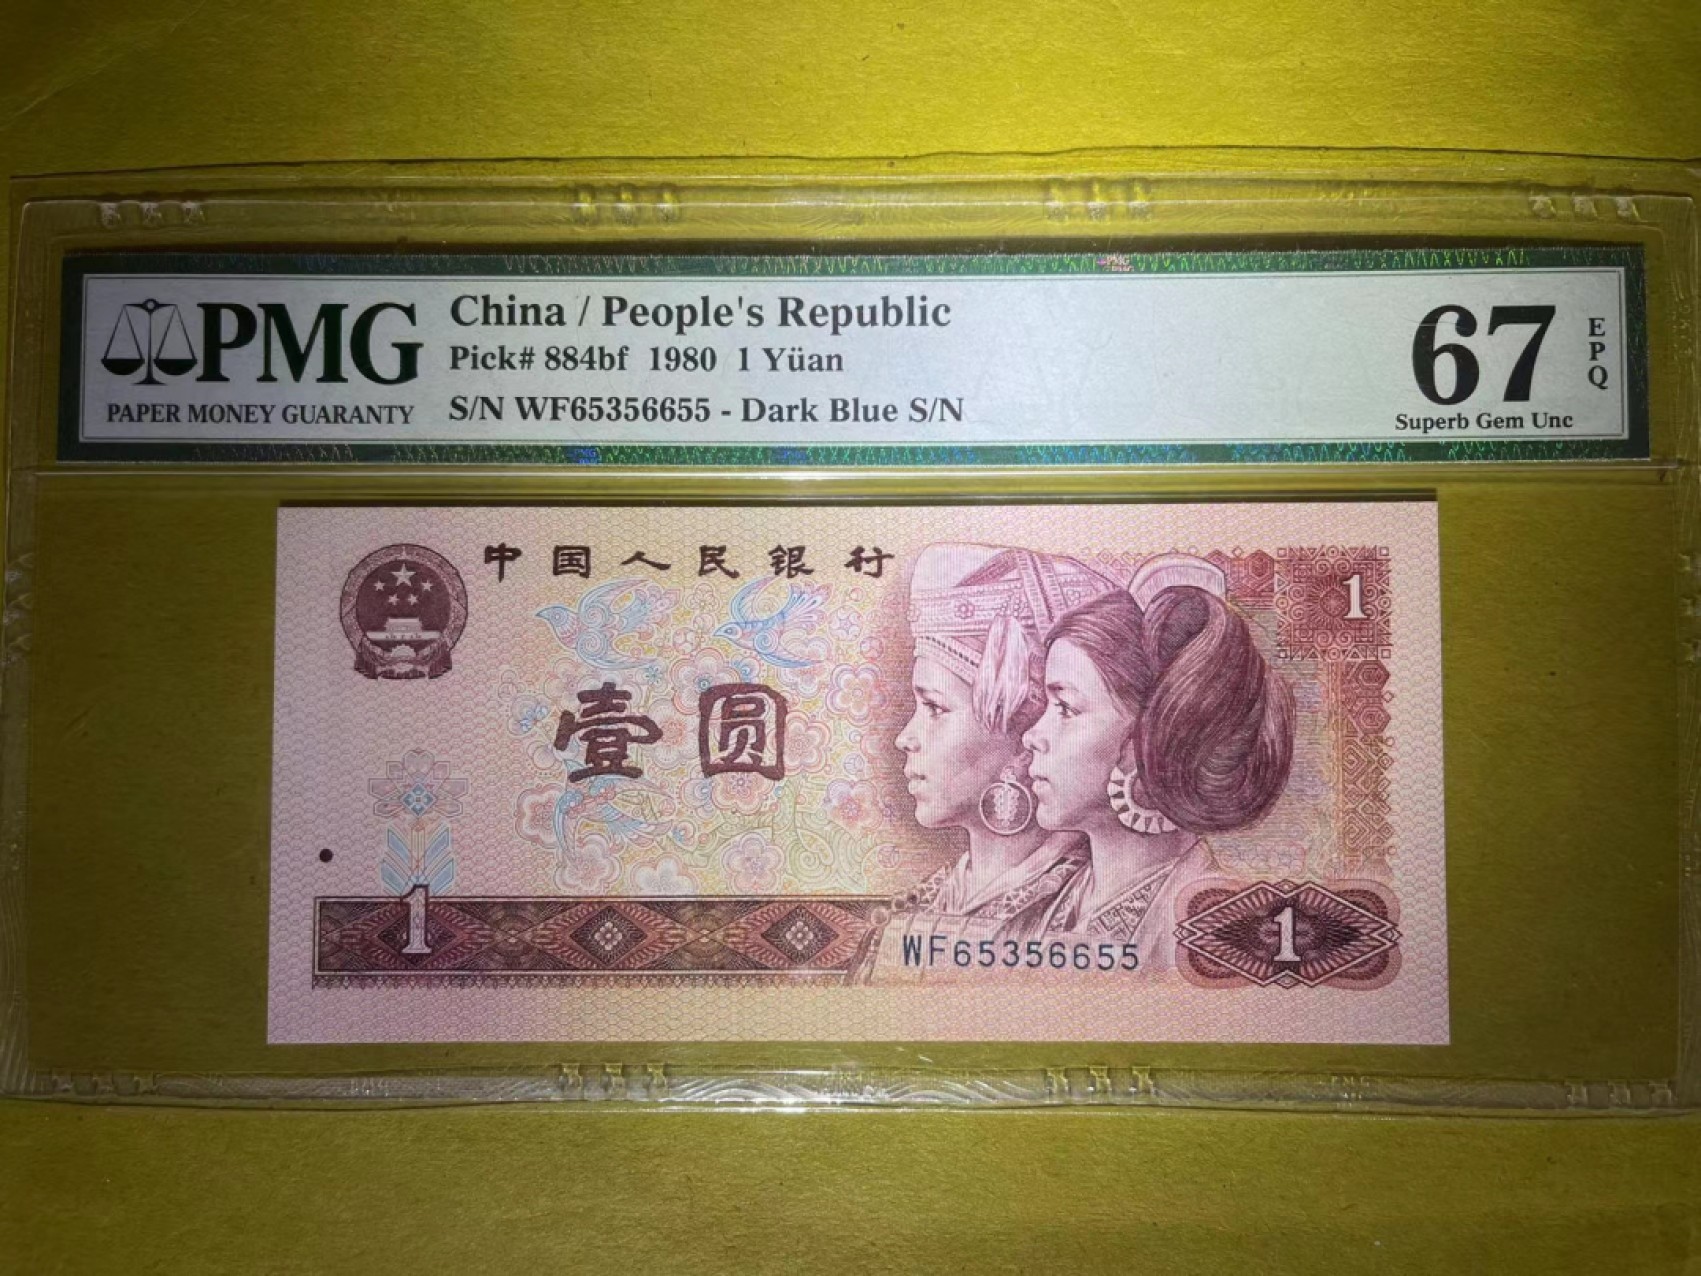 PMG
PAPER MONEY GUARANTY
China / People's Republic
Pick# 884bf 1980 1 Yüan
S/N WF65356655 - Dark Blue S/N
67
EPQ
Superb Gem Unc
中国人民银行
1
壹圆
1
WF65356655
1